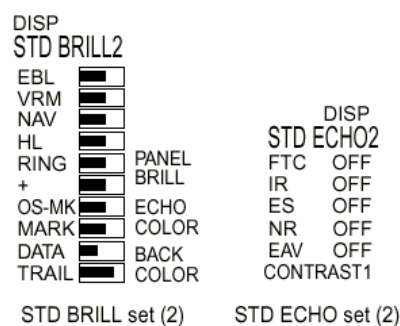 DISP
STD BRILL2
EBL
VRM
NAV
HL
RING
+
OS-MK
MARK
DATA
TRAIL
PANEL
BRILL
ECHO
COLOR
BACK
COLOR
STD BRILL set (2)
DISP
STD ECHO2
FTC OFF
IR OFF
ES OFF
NR OFF
EAV OFF
CONTRAST1
STD ECHO set (2)